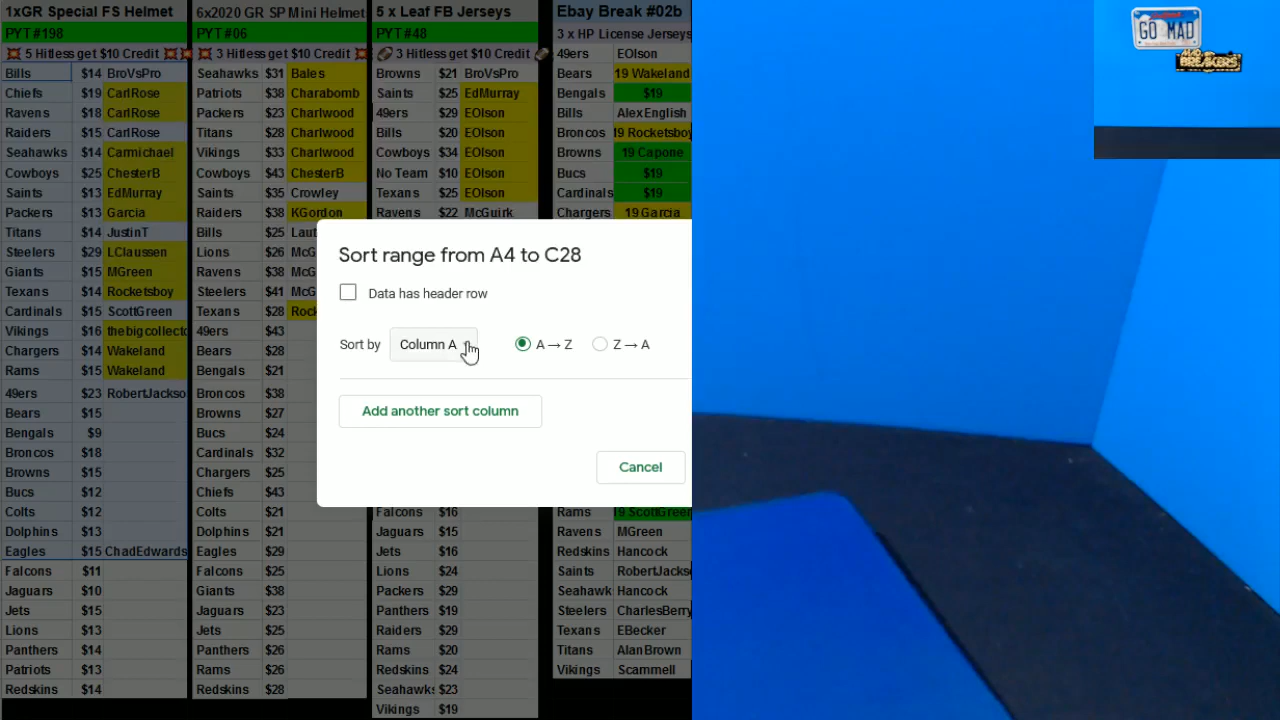 1xGR Special FS Helmet
PYT#198
5 Hitless get $10 Credit
Bills $14 BroVsPro
Chiefs $19 CarlRose
Ravens $18 CarlRose
Raiders $15 CarlRose
Seahawks $14 Carmichael
Cowboys $25 ChesterB
Saints $13 EdMurray
Packers $13 Garcia
Titans $14 JustinT
Steelers $29 LClaussen
Giants $15 MGreen
Texans $14 Rocketsboy
Cardinals $15 ScottGreen
Vikings $16 thebigcollecto
Chargers $14 Wakeland
Rams $15 Wakeland
49ers $23 RobertJackso
Bears $15
Bengals $9
Broncos $18
Browns $15
Bucs $12
Colts $12
Dolphins $13
Eagles $15 ChadEdwards
Falcons $11
Jaguars $10
Jets $15
Lions $13
Panthers $14
Patriots $13
Redskins $14
6x2020 GR SP Mini Helmet
PYT#06
3 Hitless get $10 Credit
Seahawks $31 Bales
Patriots $38 Charabomb
Packers $23 Charlwood
Titans $28 Charlwood
Vikings $33 Charlwood
Cowboys $43 ChesterB
Saints $35 Crowley
Raiders $38 KGordon
Bills $25 Laut
Lions $26 McG
Ravens $38 McG
Steelers $41 McG
Texans $28 Rock
49ers $43
Bears $28
Bengals $21
Broncos $38
Browns $27
Bucs $24
Cardinals $32
Chargers $25
Chiefs $43
Colts $21
Dolphins $21
Eagles $29
Falcons $25
Giants $38
Jaguars $23
Jets $25
Panthers $26
Rams $26
Redskins $28
5 x Leaf FB Jerseys
PYT#48
3 Hitless get $10 Credit
Browns $21 BroVsPro
Saints $25 EdMurray
49ers $29 EOlson
Bills $20 EOlson
Cowboys $34 EOlson
No Team $10 EOlson
Texans $25 EOlson
Ravens $22 McGuirk
Falcons $16
Jaguars $15
Jets $16
Lions $24
Packers $29
Panthers $19
Raiders $29
Rams $20
Redskins $24
Seahawks $23
Vikings $19
Ebay Break #02b
3 x HP License Jerseys
49ers EOlson
Bears 19 Wakeland
Bengals $19
Bills AlexEnglish
Broncos 19 Rocketsboy
Browns 19 Capone
Bucs $19
Cardinals $19
Chargers 19 Garcia
Rams 19 ScottGreen
Ravens MGreen
Redskins Hancock
Saints RobertJackso
Seahawk Hancock
Steelers CharlesBerry
Texans EBecker
Titans AlanBrown
Vikings Scammell
Sort range from A4 to C28
Data has header row
Sort by Column A A → Z Z → A
Add another sort column
Cancel
GO MAD
MAD
BREAKERS